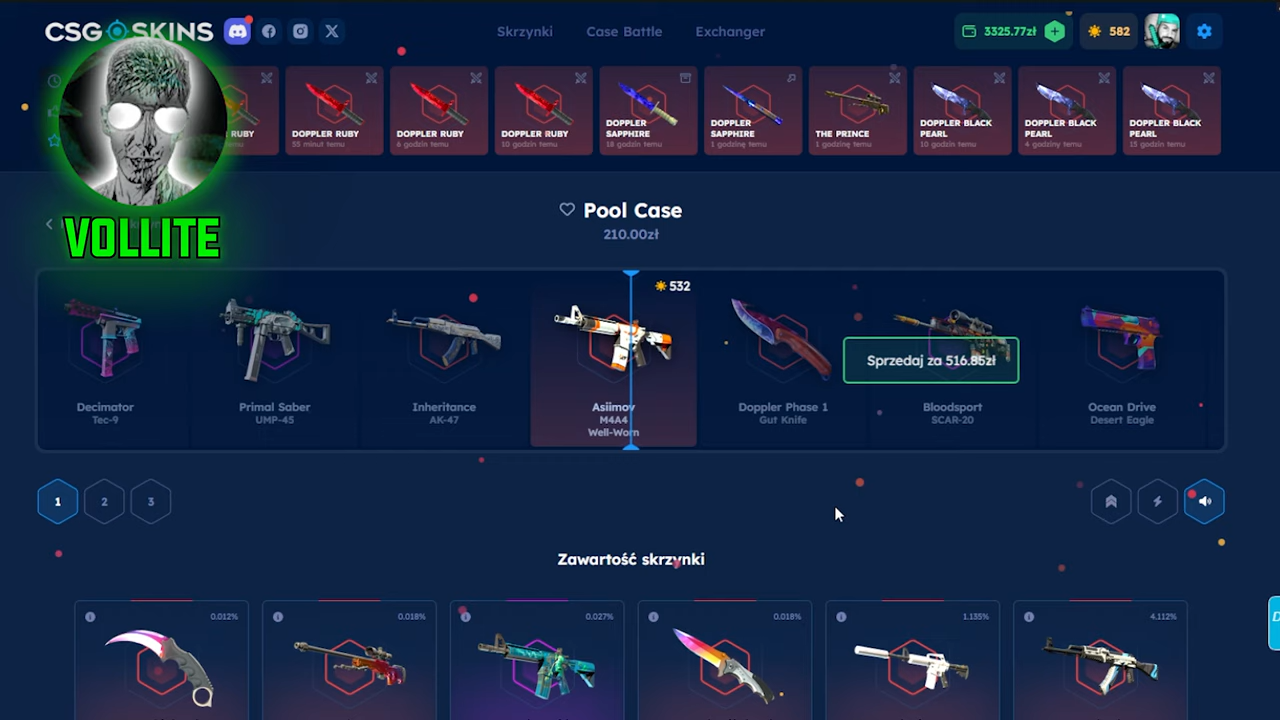 CSG SKINS
Skrzynki
Case Battle
Exchanger
3325.77zł
582
RUBY
DOPPLER RUBY
55 minut temu
DOPPLER RUBY
6 godzin temu
DOPPLER RUBY
10 godzin temu
DOPPLER
SAPPHIRE
18 godzin temu
DOPPLER
SAPPHIRE
1 godzinę temu
THE PRINCE
1 godzinę temu
DOPPLER BLACK
PEARL
10 godzin temu
DOPPLER BLACK
PEARL
4 godziny temu
DOPPLER BLACK
PEARL
15 godzin temu
VOLLITE
Pool Case
210.00zł
532
Decimator
Tec-9
Primal Saber
UMP-45
Inheritance
AK-47
Asiimov
M4A4
Well-Worn
Doppler Phase 1
Gut Knife
Sprzedaj za 516.85zł
Bloodsport
SCAR-20
Ocean Drive
Desert Eagle
1
2
3
Zawartość skrzynki
0.012%
0.018%
0.027%
0.018%
1.135%
4.112%